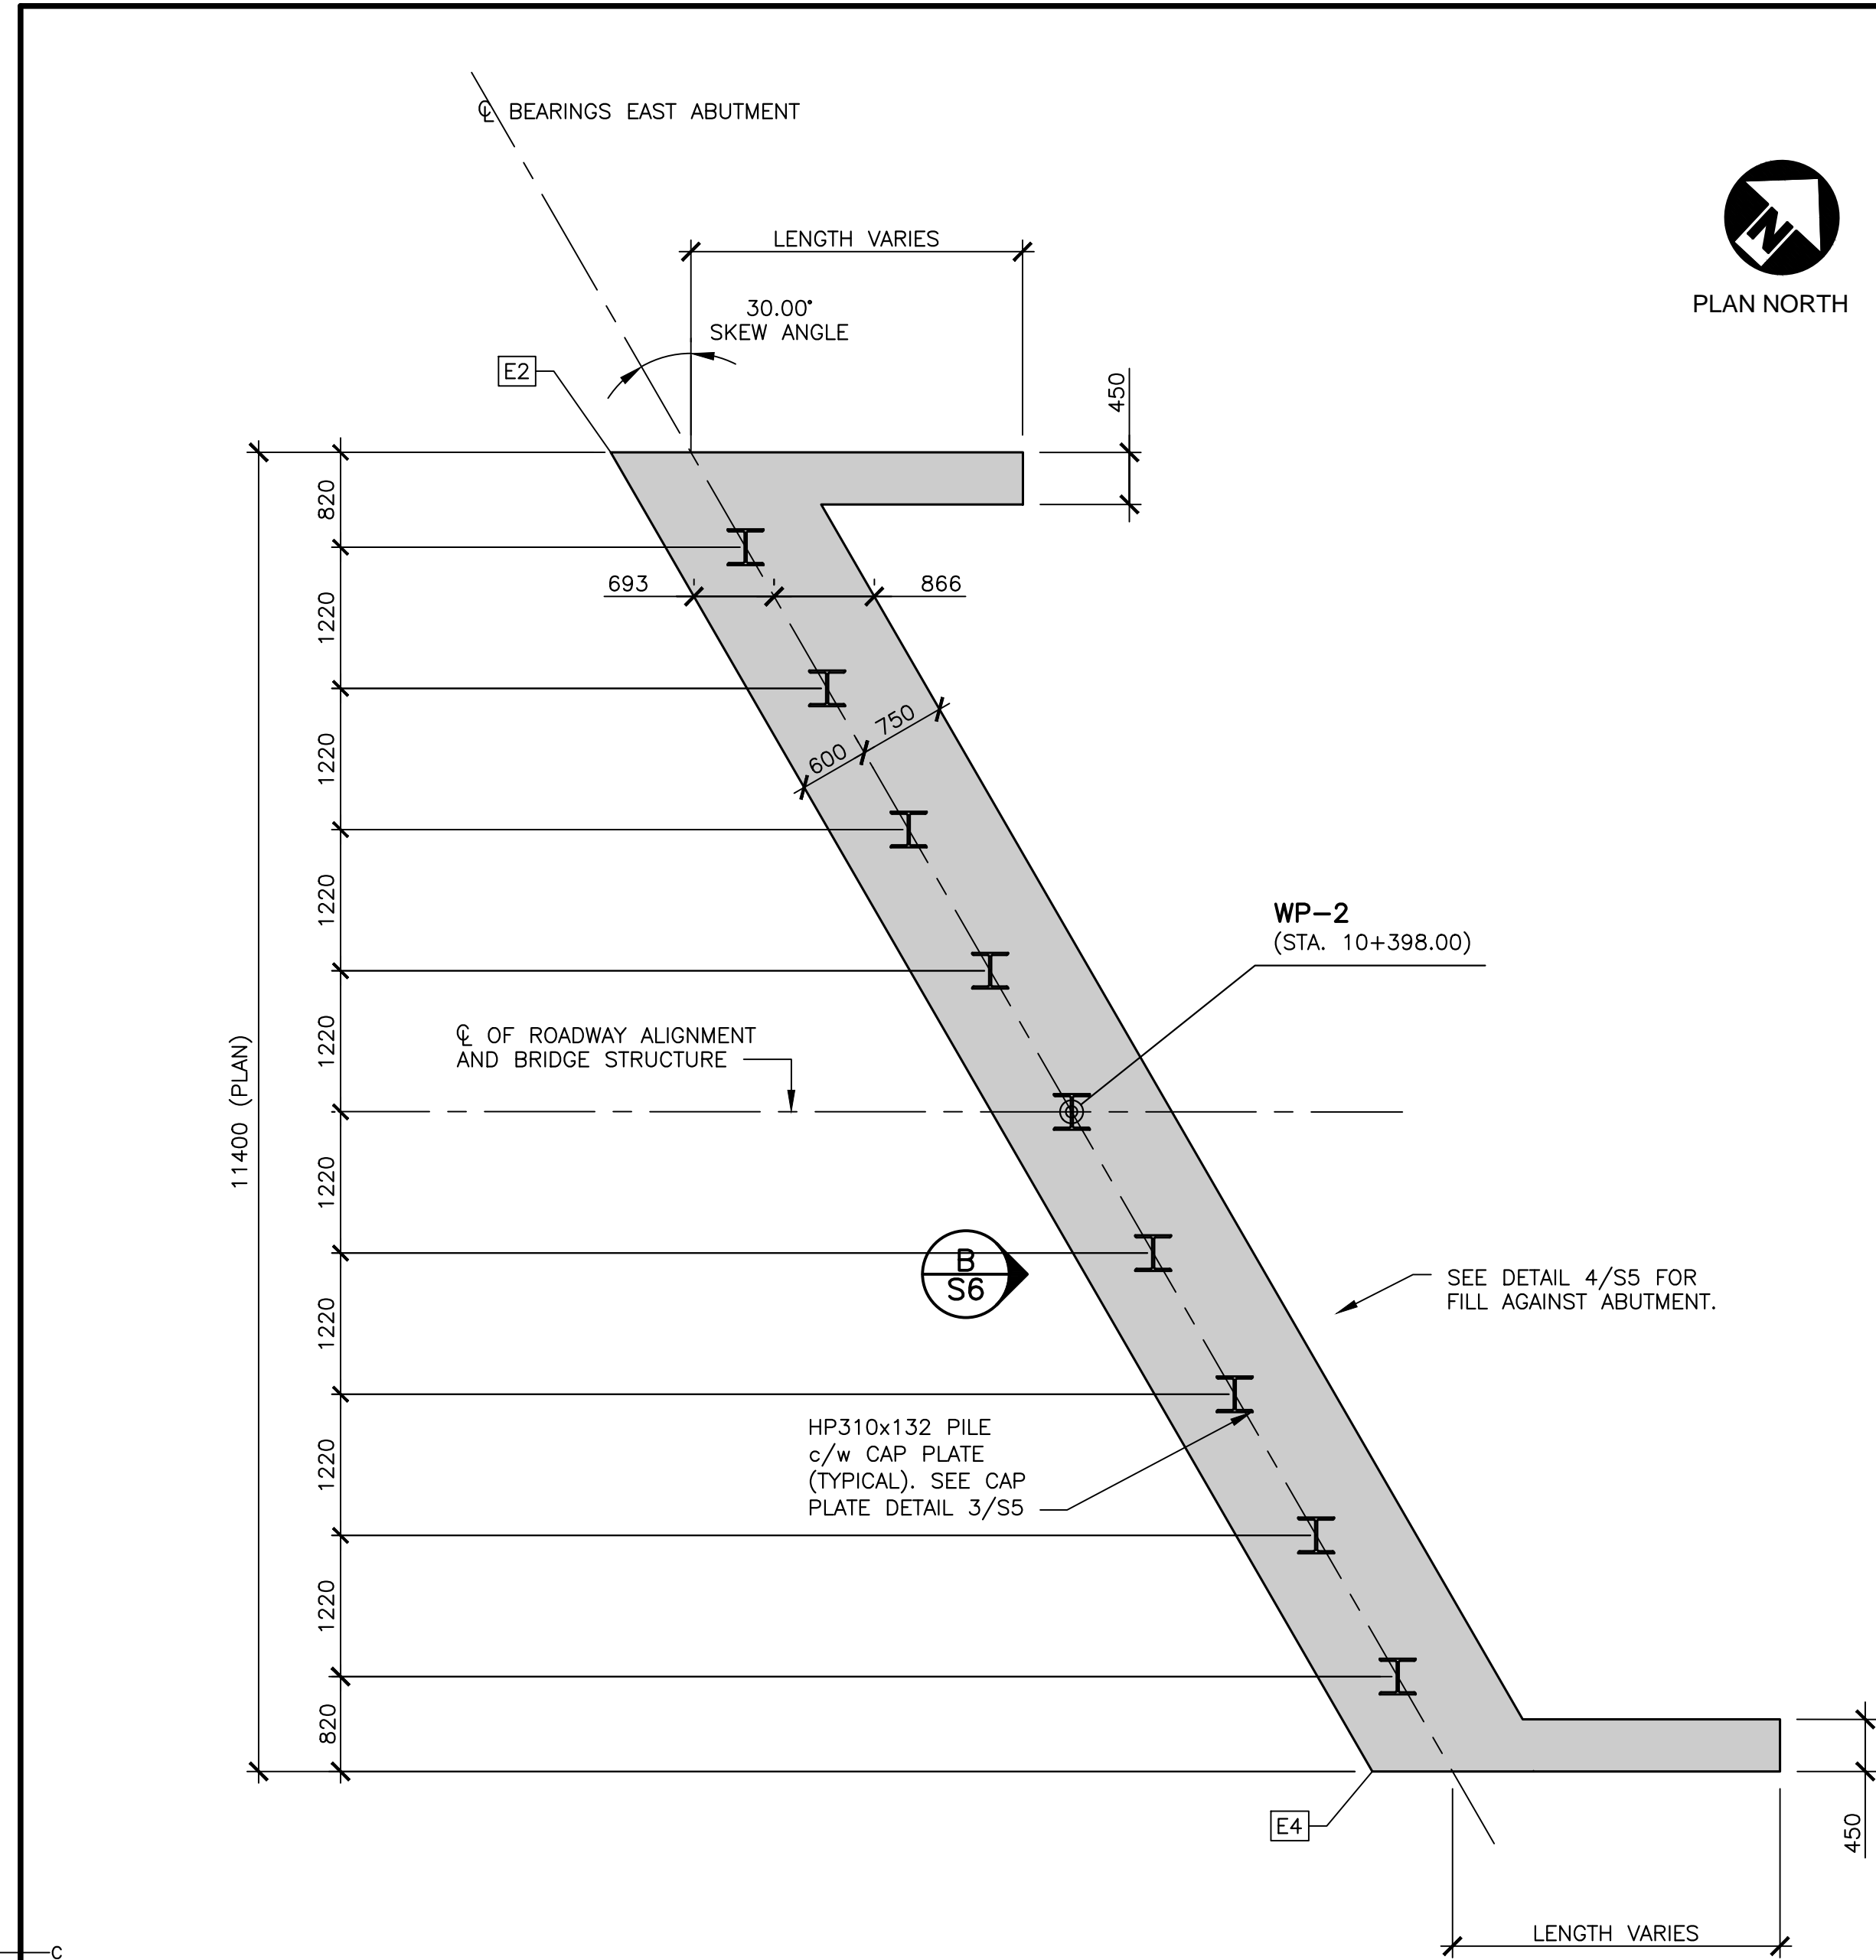 ℄ BEARINGS EAST ABUTMENT
LENGTH VARIES
N
PLAN NORTH
30.00°
SKEW ANGLE
E2
450
820
693
866
1220
750
600
1220
1220
WP-2
(STA. 10+398.00)
℄ OF ROADWAY ALIGNMENT
AND BRIDGE STRUCTURE
1220
11400 (PLAN)
1220
B
S6
SEE DETAIL 4/S5 FOR
FILL AGAINST ABUTMENT.
1220
HP310x132 PILE
c/w CAP PLATE
(TYPICAL). SEE CAP
PLATE DETAIL 3/S5
1220
1220
820
E4
450
LENGTH VARIES
C